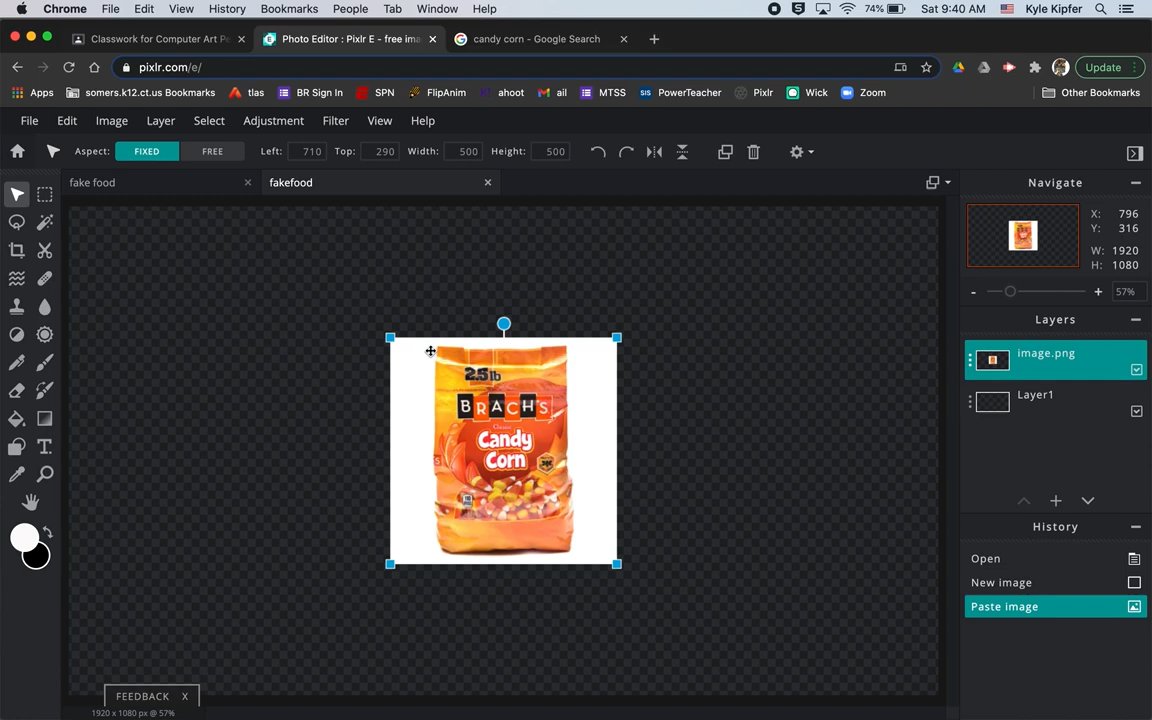 Chrome File Edit View History Bookmarks People Tab Window Help 74% Sat 9:40 AM Kyle Kipfer
Classwork for Computer Art Pe Photo Editor : Pixlr E - free ima candy corn - Google Search
pixlr.com/e/ Update
Apps somers.k12.ct.us Bookmarks tlas BR Sign In SPN FlipAnim ahoot ail MTSS SIS PowerTeacher Pixlr Wick Zoom Other Bookmarks
File Edit Image Layer Select Adjustment Filter View Help
Aspect: FIXED FREE Left: 710 Top: 290 Width: 500 Height: 500
fake food fakefood Navigate
X: 796
Y: 316
W: 1920
H: 1080
- + 57%
Layers
image.png
Layer1
2.5lb
BRACH'S
Classic
Candy
Corn
History
Open
New image
Paste image
T
FEEDBACK X
1920 x 1080 px @ 57%